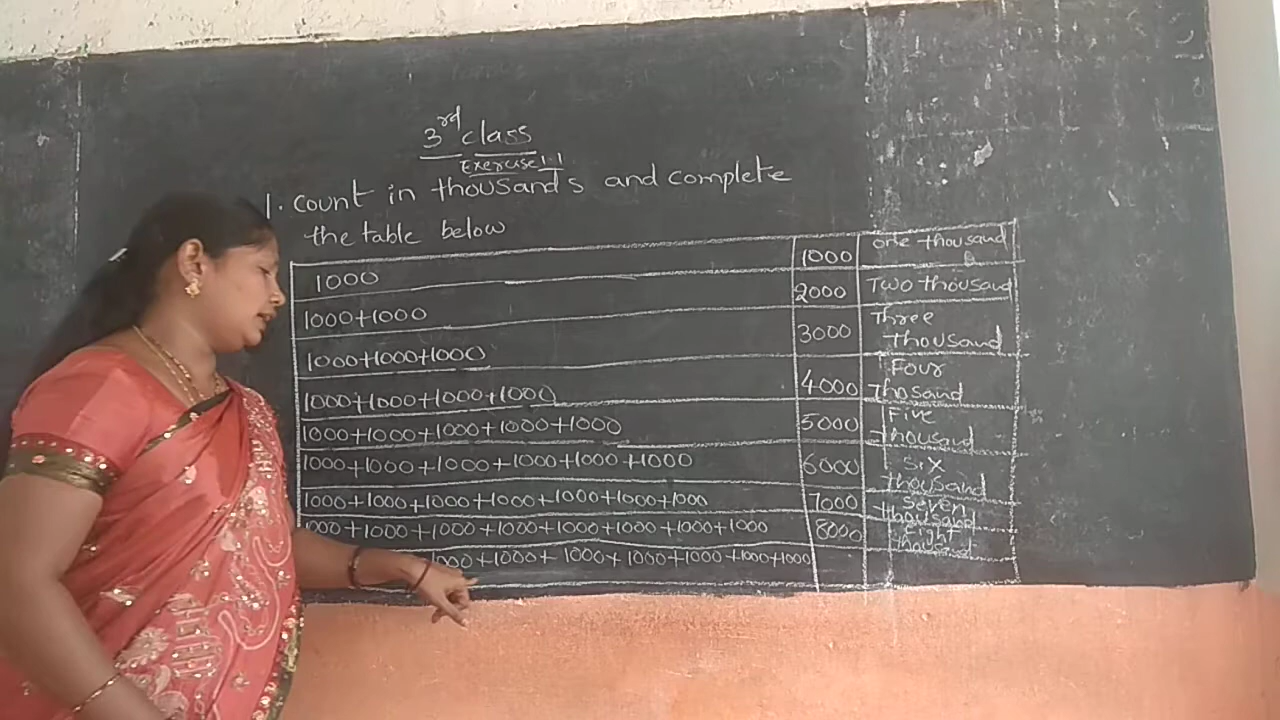 3rd class
Exercise 1.1
1. count in thousands and complete
the table below
1000 1000 one thousand
1000+1000 2000 Two thousand
1000+1000+1000 3000 Three thousand
1000+1000+1000+1000 4000 Four Thosand
1000+1000+1000+1000+1000 5000 Five thousand
1000+1000+1000+1000+1000+1000 6000 Six thousand
1000+1000+1000+1000+1000+1000+1000 7000 Seven thousand
1000+1000+1000+1000+1000+1000+1000+1000 8000 Eight
000+1000+1000+1000+1000+1000+1000